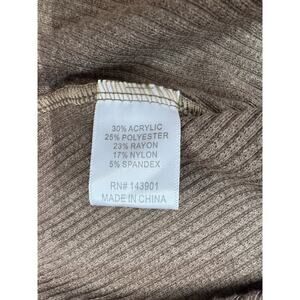 30% ACRYLIC
25% POLYESTER
23% RAYON
17% NYLON
5% SPANDEX
RN# 143901
MADE IN CHINA